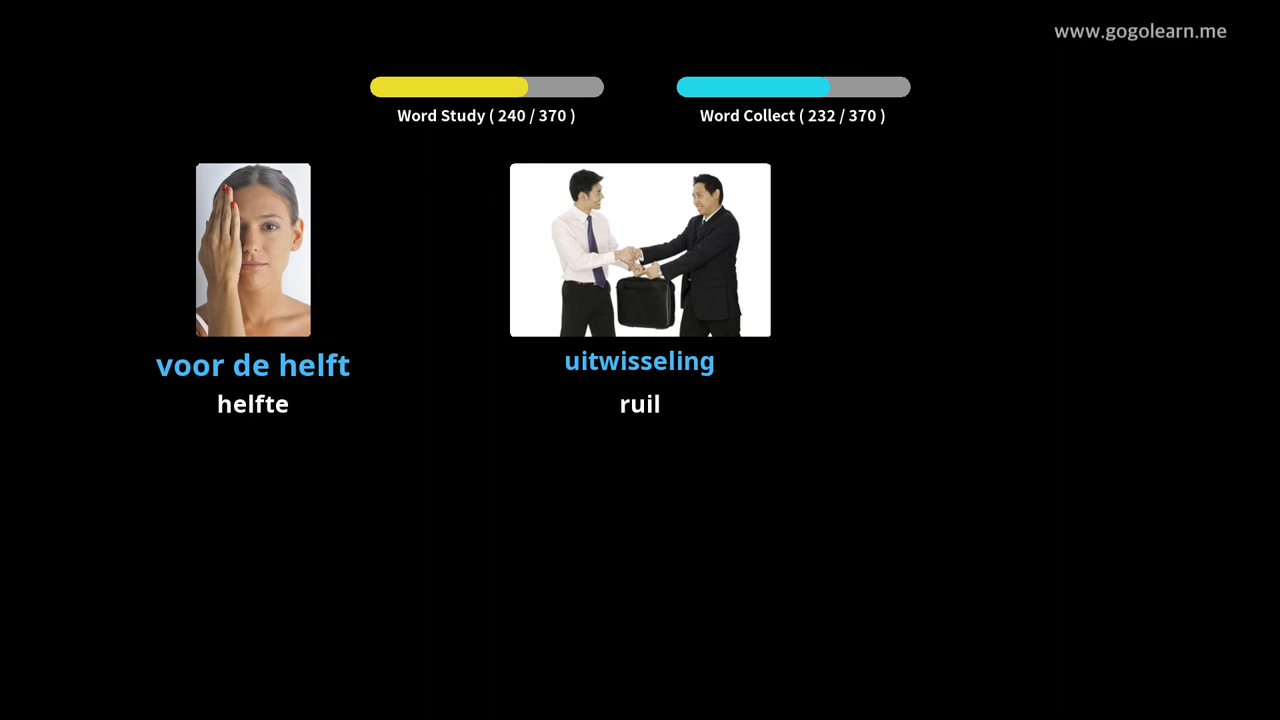 www.gogolearn.me
Word Study ( 240 / 370 )
Word Collect ( 232 / 370 )
voor de helft
helfte
uitwisseling
ruil